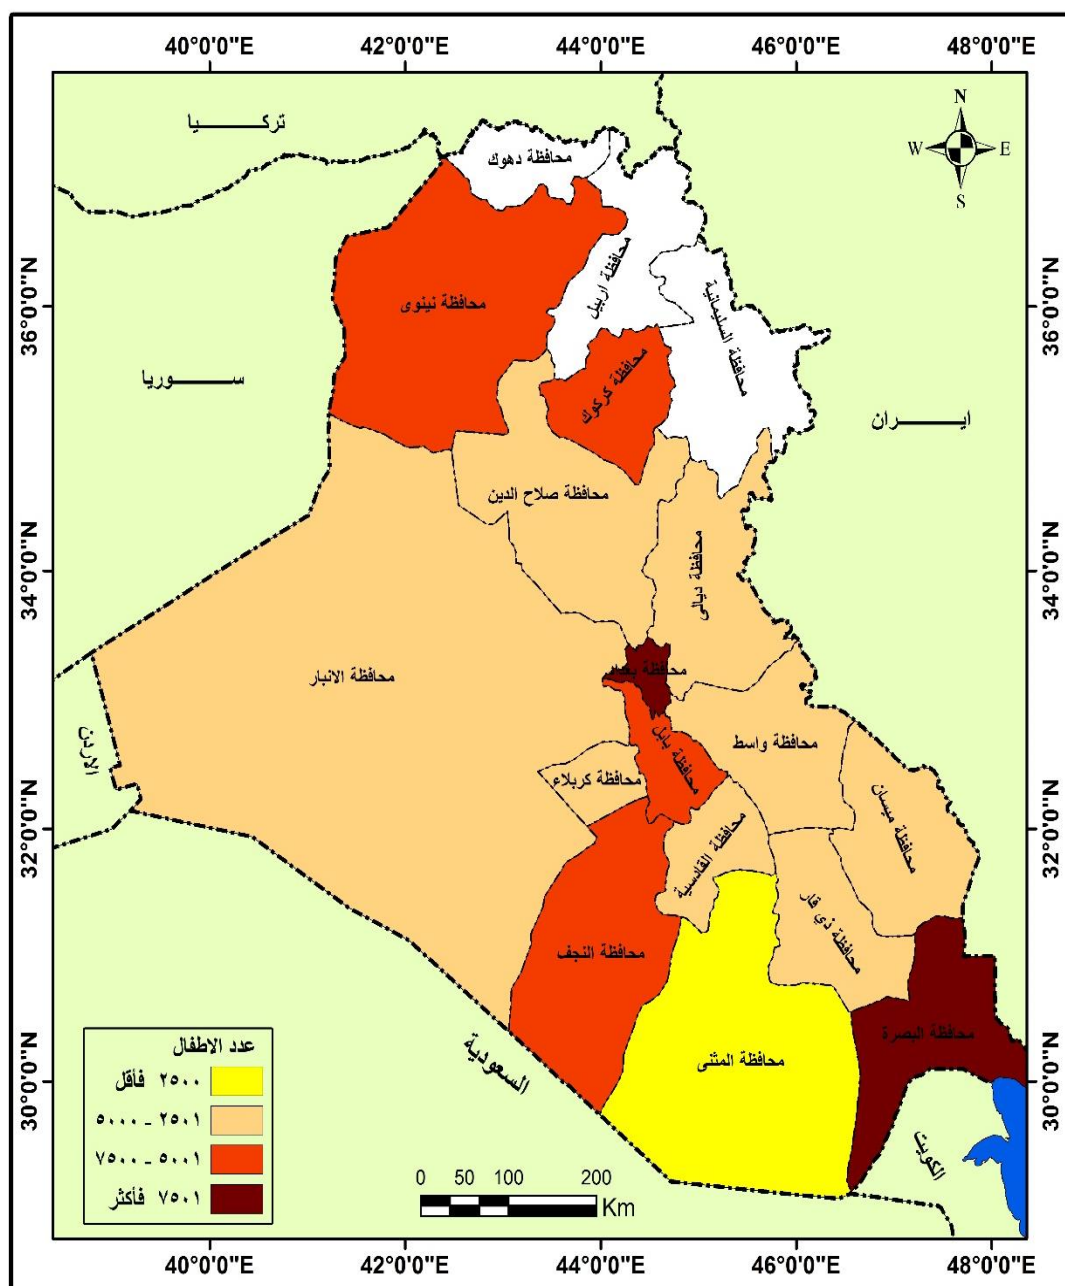 40°0'0"E 42°0'0"E 44°0'0"E 46°0'0"E 48°0'0"E
تركـــــيا
N
W E
S
محافظة دهوك
36°0'0"N
محافظة اربيل
محافظة نينوى
محافظة السليمانية
36°0'0"N
محافظة كركوك
ســـــوريا
ايـــــران
محافظة صلاح الدين
34°0'0"N
محافظة ديالى
34°0'0"N
محافظة بغداد
محافظة الانبار
الاردن
محافظة واسط
محافظة بابل
محافظة كربلاء
محافظة ميسان
32°0'0"N
محافظة القادسية
32°0'0"N
محافظة ذي قار
محافظة النجف
محافظة البصرة
السعودية
محافظة المثنى
30°0'0"N
30°0'0"N
الكويت
عدد الاطفال
٢٥٠٠ فأقل
٢٥٠١ - ٥٠٠٠
٥٠٠١ - ٧٥٠٠
٧٥٠١ فأكثر
0 50 100 200
Km
40°0'0"E 42°0'0"E 44°0'0"E 46°0'0"E 48°0'0"E